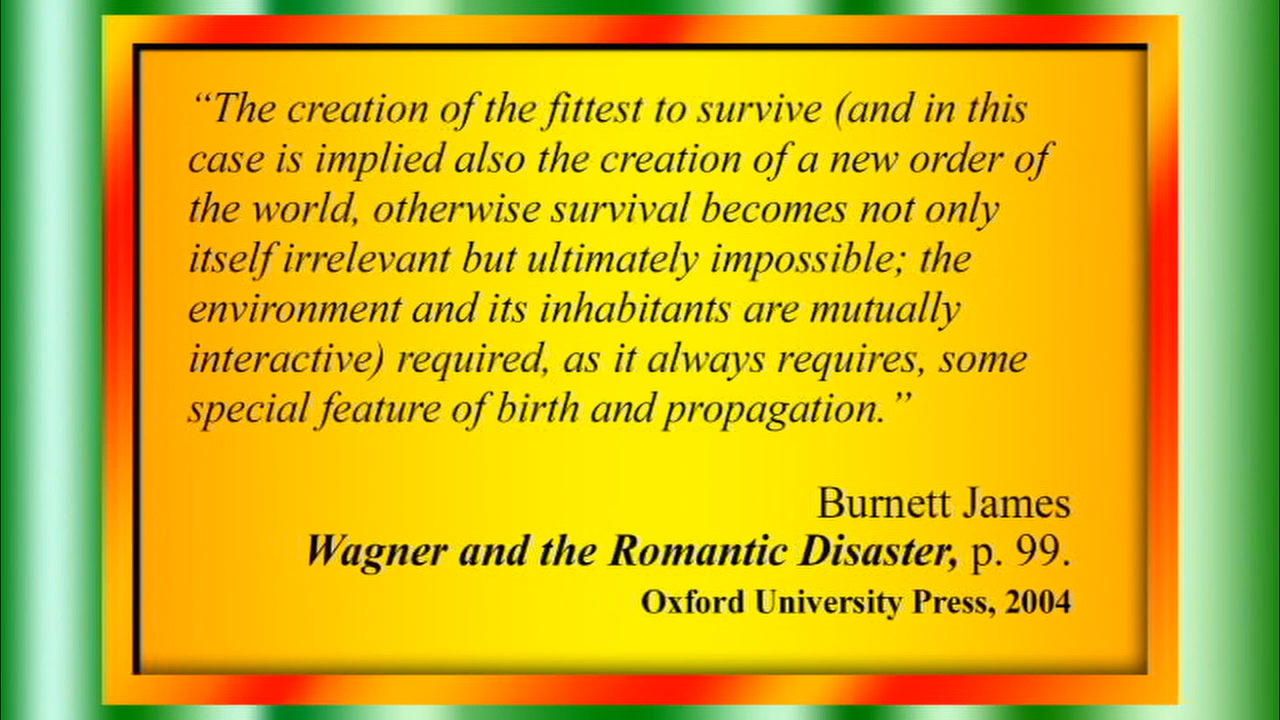 “The creation of the fittest to survive (and in this
case is implied also the creation of a new order of
the world, otherwise survival becomes not only
itself irrelevant but ultimately impossible; the
environment and its inhabitants are mutually
interactive) required, as it always requires, some
special feature of birth and propagation.”
Burnett James
Wagner and the Romantic Disaster, p. 99.
Oxford University Press, 2004